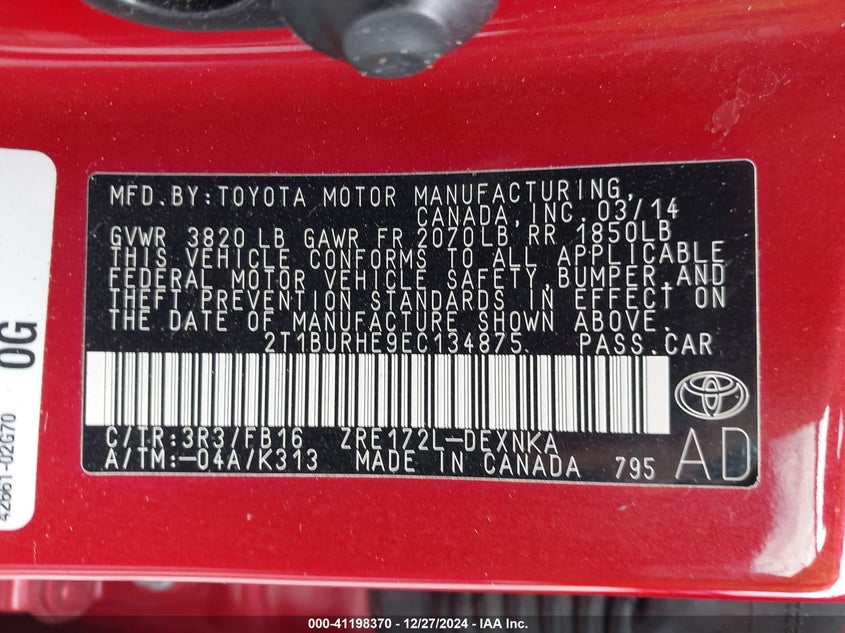 MFD.BY:TOYOTA MOTOR MANUFACTURING,
CANADA,INC. 03/14
GVWR 3820 LB GAWR FR 2070LB RR 1850LB
THIS VEHICLE CONFORMS TO ALL APPLICABLE
FEDERAL MOTOR VEHICLE SAFETY,BUMPER,AND
THEFT PREVENTION STANDARDS IN EFFECT ON
THE DATE OF MANUFACTURE SHOWN ABOVE.
2T1BURHE9EC134875 PASS.CAR
C/TR:3R3/FB16 ZRE172L-DEXNKA
A/TM:-04A/K313 MADE IN CANADA 795
AD
0G
42661-02G70
000-41198370 - 12/27/2024 - IAA Inc.